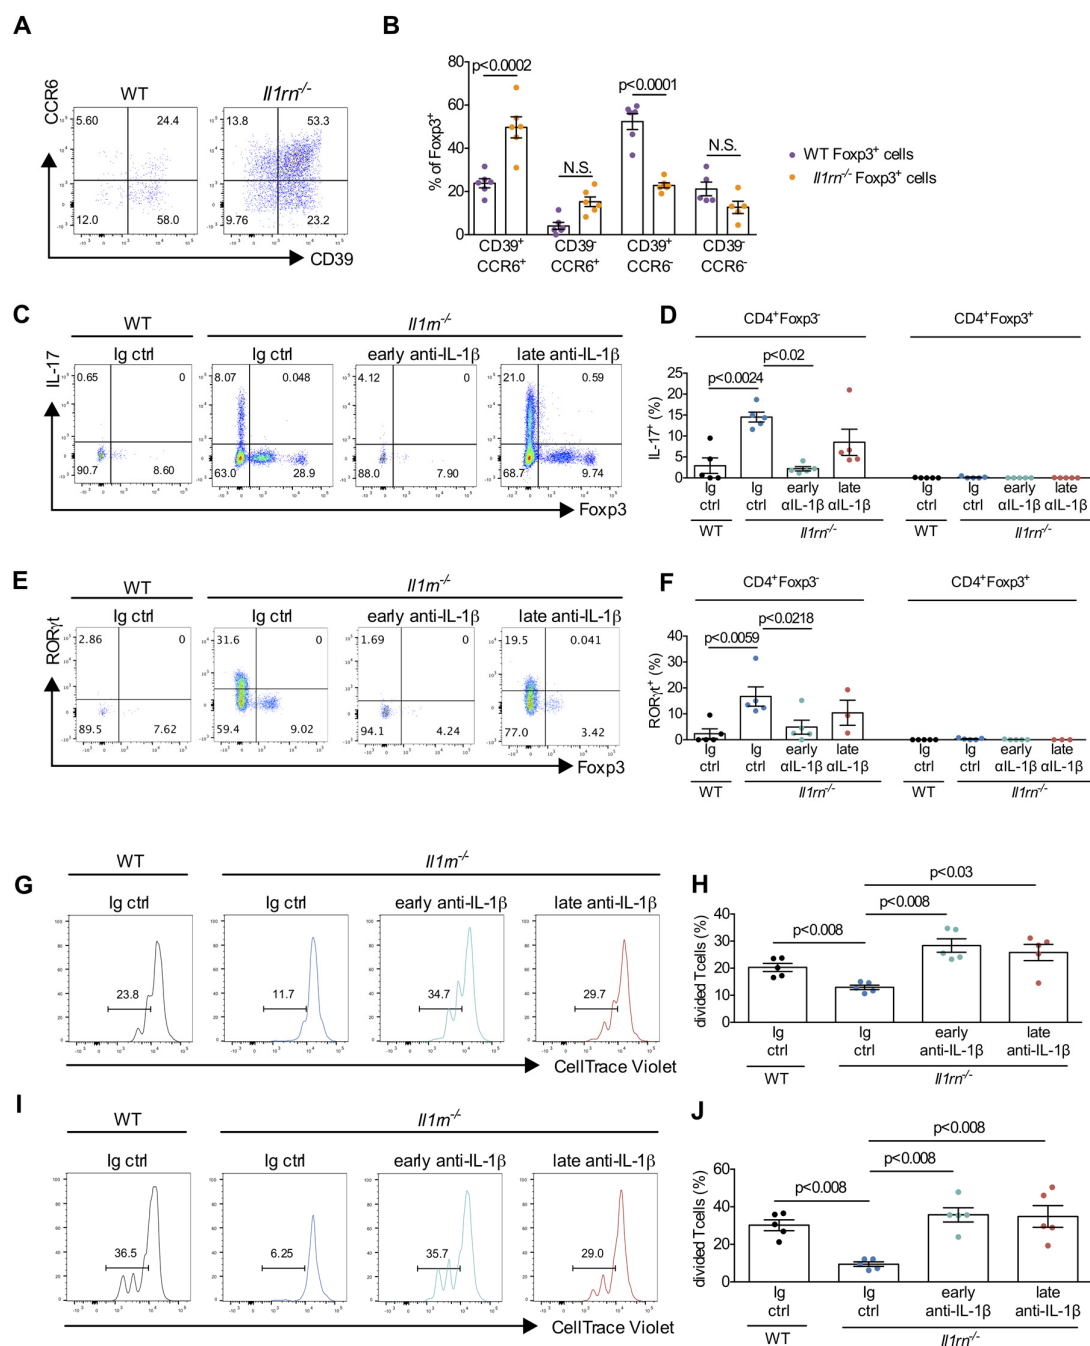 A
WT
Il1rn-/-
CCR6
5.60
24.4
12.0
58.0
13.8
53.3
9.76
23.2
CD39
B
% of Foxp3+
80
60
40
20
0
p<0.0002
N.S.
p<0.0001
N.S.
CD39+ CD39- CD39+ CD39-
CCR6+ CCR6+ CCR6- CCR6-
WT Foxp3+ cells
Il1rn-/- Foxp3+ cells
C
WT
Il1rn-/-
Ig ctrl
Ig ctrl
early anti-IL-1β
late anti-IL-1β
IL-17
0.65
0
90.7
8.60
8.07
0.048
63.0
28.9
4.12
0
88.0
7.90
21.0
0.59
68.7
9.74
Foxp3
D
CD4+Foxp3-
CD4+Foxp3+
IL-17+ (%)
25
20
15
10
5
0
p<0.0024
p<0.02
Ig Ig early late Ig Ig early late
ctrl ctrl αIL-1β αIL-1β ctrl ctrl αIL-1β αIL-1β
WT Il1rn-/- WT Il1rn-/-
E
WT
Il1rn-/-
Ig ctrl
Ig ctrl
early anti-IL-1β
late anti-IL-1β
RORγt
2.86
0
89.5
7.62
31.6
0
59.4
9.02
1.69
0
94.1
4.24
19.5
0.041
77.0
3.42
Foxp3
F
CD4+Foxp3-
CD4+Foxp3+
RORγt+ (%)
40
30
20
10
0
p<0.0059
p<0.0218
Ig Ig early late Ig Ig early late
ctrl ctrl αIL-1β αIL-1β ctrl ctrl αIL-1β αIL-1β
WT Il1rn-/- WT Il1rn-/-
G
WT
Il1rn-/-
Ig ctrl
Ig ctrl
early anti-IL-1β
late anti-IL-1β
23.8
11.7
34.7
29.7
CellTrace Violet
H
divided T cells (%)
40
30
20
10
0
p<0.008
p<0.008
p<0.03
Ig Ig early late
ctrl ctrl anti-IL-1β anti-IL-1β
WT Il1rn-/-
I
WT
Il1rn-/-
Ig ctrl
Ig ctrl
early anti-IL-1β
late anti-IL-1β
36.5
6.25
35.7
29.0
CellTrace Violet
J
divided T cells (%)
60
40
20
0
p<0.008
p<0.008
p<0.008
Ig Ig early late
ctrl ctrl anti-IL-1β anti-IL-1β
WT Il1rn-/-